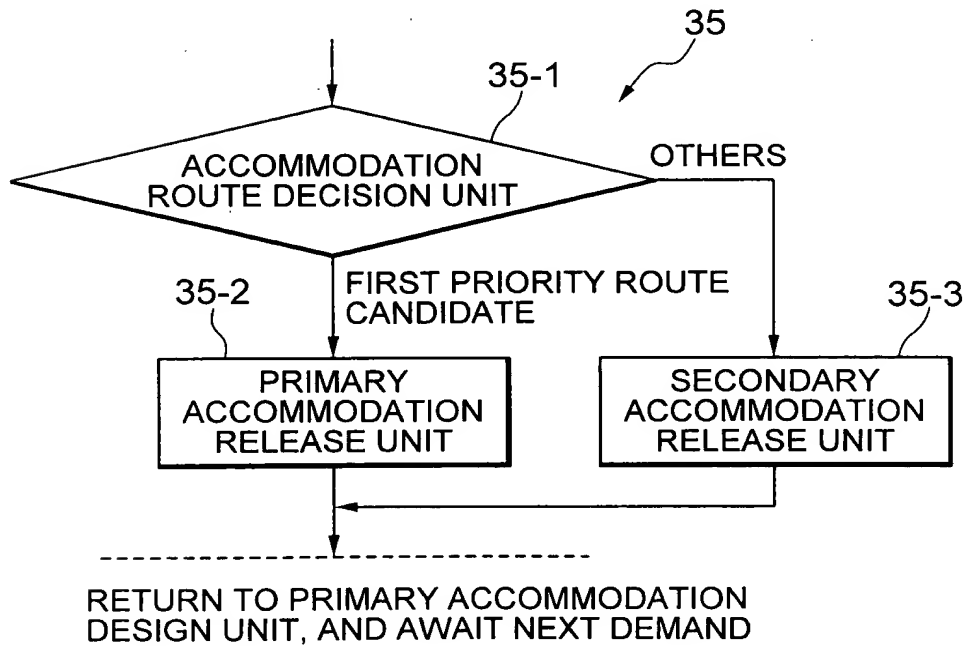 35
35-1
ACCOMMODATION
ROUTE DECISION UNIT
OTHERS
FIRST PRIORITY ROUTE
CANDIDATE
35-2
35-3
PRIMARY
ACCOMMODATION
RELEASE UNIT
SECONDARY
ACCOMMODATION
RELEASE UNIT
RETURN TO PRIMARY ACCOMMODATION
DESIGN UNIT, AND AWAIT NEXT DEMAND